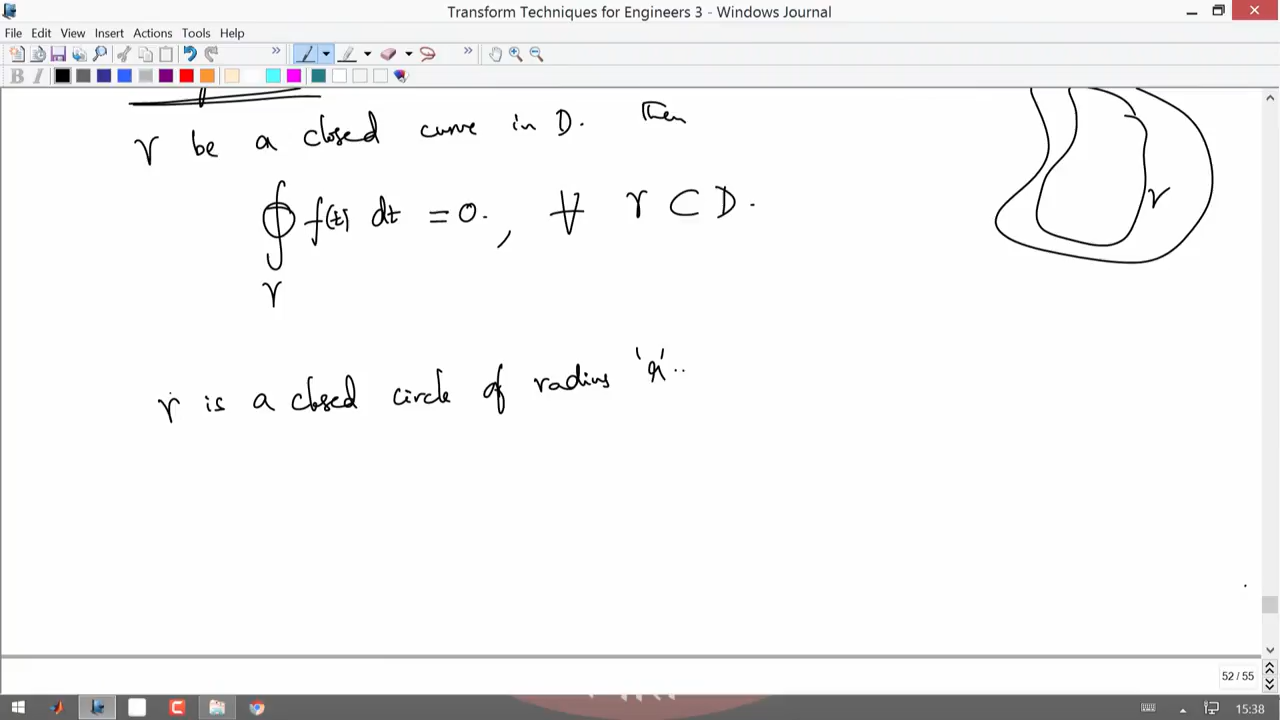 Transform Techniques for Engineers 3 - Windows Journal
File Edit View Insert Actions Tools Help
γ be a closed curve in D. Then
∮ f(t) dt = 0. , ∀ γ ⊂ D.
γ
γ
γ is a closed circle of radius 'r'..
52 / 55
15:38